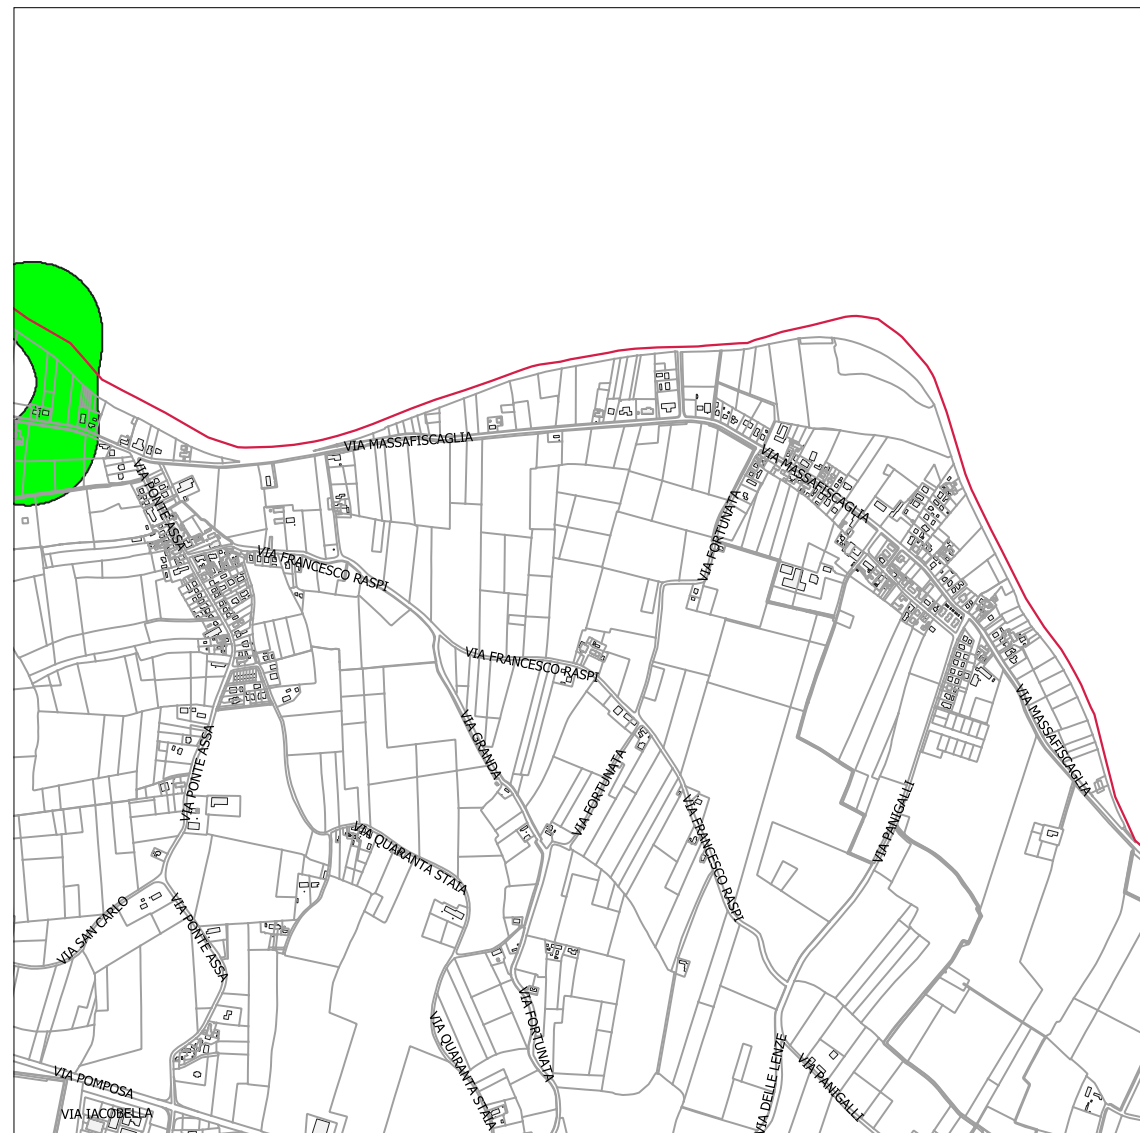 VIA MASSAFISCAGLIA
VIA MASSAFISCAGLIA
VIA PONTE ASSA
VIA FORTUNATA
VIA FRANCESCO RASPI
VIA FRANCESCO RASPI
VIA MASSAFISCAGLIA
VIA GRANDA
VIA PONTE ASSA
VIA FORTUNATA
VIA PANIGALLI
VIA FRANCESCO RASPI
VIA QUARANTA STAIA
VIA SAN CARLO
VIA PONTE ASSA
VIA FORTUNATA
VIA QUARANTA STAIA
VIA DELLE LENZE
VIA PANIGALLI
VIA POMPOSA
VIA IACOBELLA